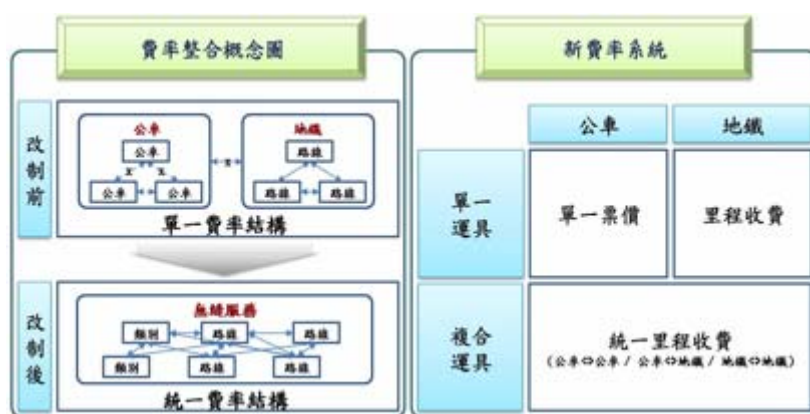 費率整合概念圖
改制前
公車
公車
x
x
公車
公車
x
地鐵
路線
路線
路線
單一費率結構
改制後
無縫服務
類別
路線
路線
類別
路線
路線
統一費率結構
新費率系統
公車
地鐵
單一運具
單一票價
里程收費
複合運具
統一里程收費
(公車⇔公車 / 公車⇔地鐵 / 地鐵⇔地鐵)